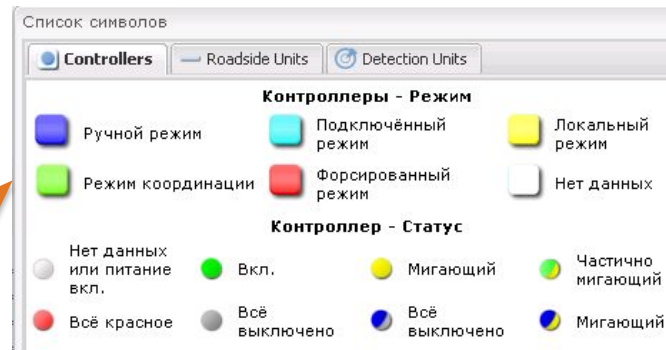 Список символов
Controllers
Roadside Units
Detection Units
Контроллеры - Режим
Ручной режим
Подключённый
режим
Локальный
режим
Режим координации
Форсированный
режим
Нет данных
Контроллер - Статус
Нет данных
или питание
вкл.
Вкл.
Мигающий
Частично
мигающий
Всё красное
Всё
выключено
Всё
выключено
Мигающий